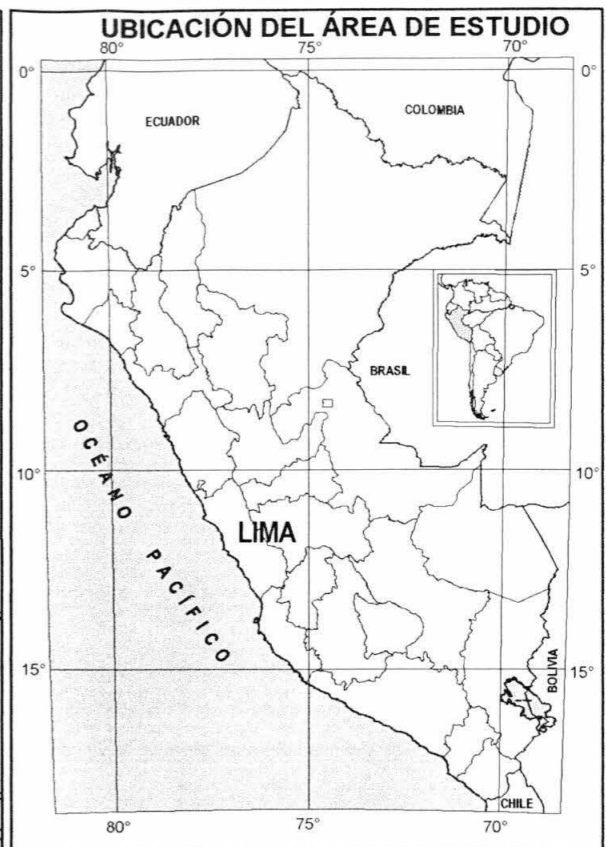 UBICACIÓN DEL ÁREA DE ESTUDIO
80° 75° 70°
0° 0°
ECUADOR
COLOMBIA
5° 5°
BRASIL
OCÉANO PACÍFICO
10° 10°
LIMA
15° 15°
BOLIVIA
CHILE
80° 75° 70°